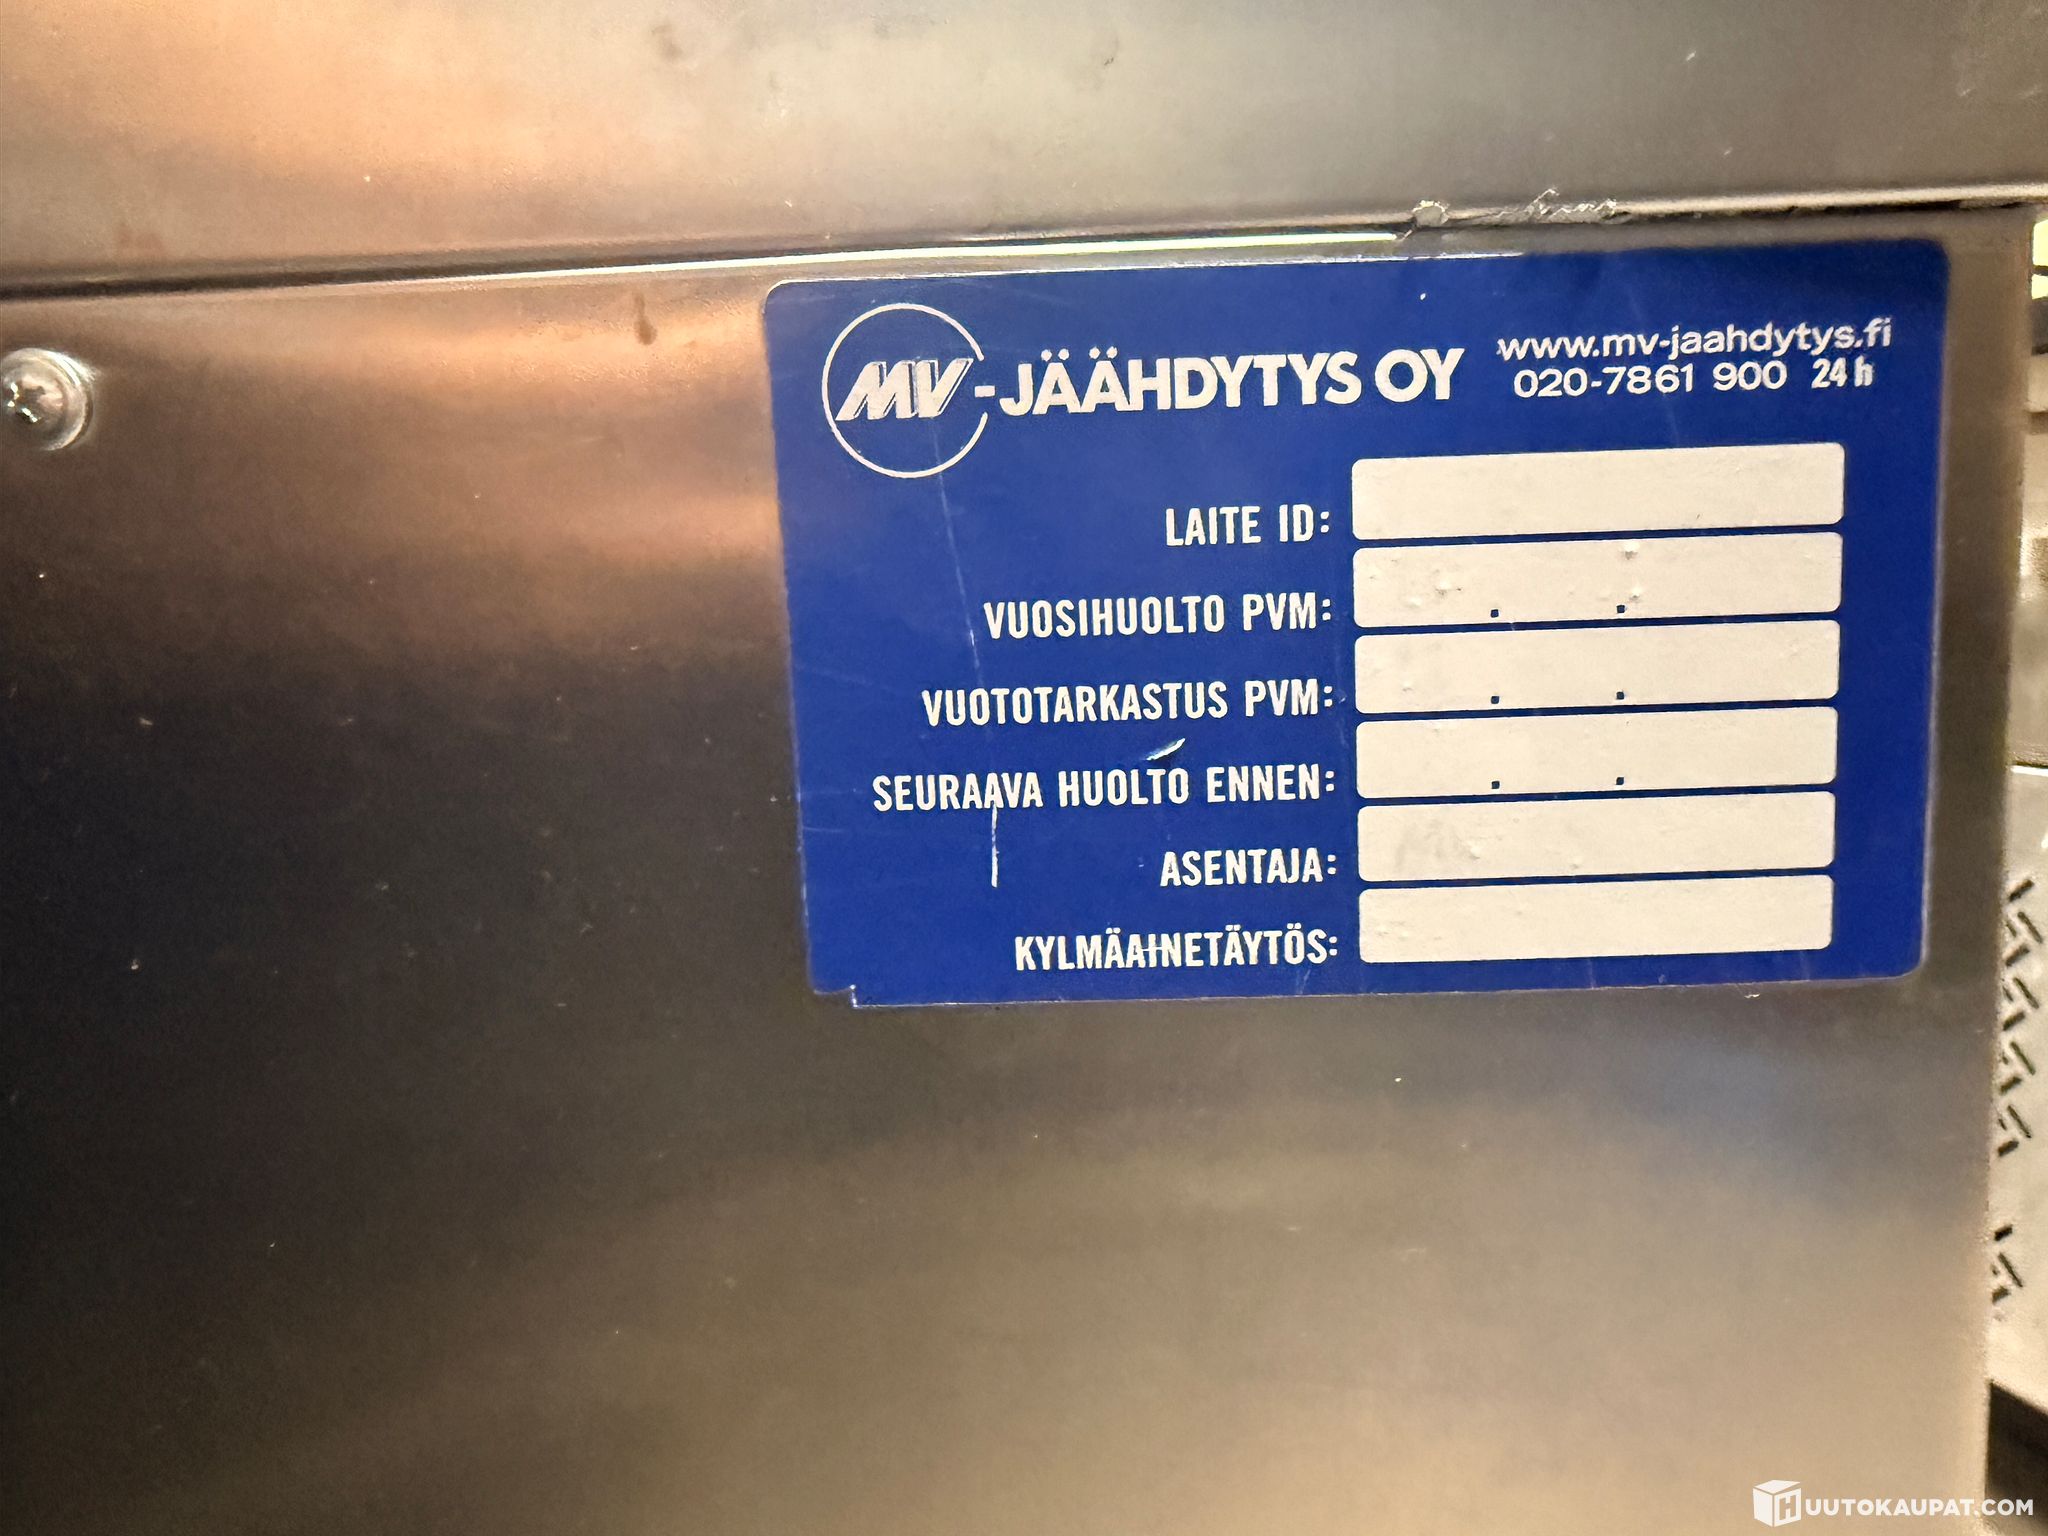 MV-JÄÄHDYTYS OY
www.mv-jaahdytys.fi
020-7861 900 24h
LAITE ID:
VUOSIHUOLTO PVM: . .
VUOTOTARKASTUS PVM: . .
SEURAAVA HUOLTO ENNEN: . .
ASENTAJA:
KYLMÄAINETÄYTÖS:
HUUTOKAUPAT.COM